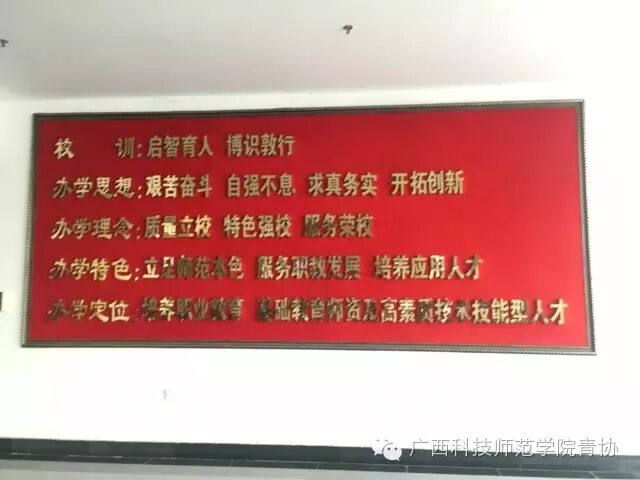 校 训:启智育人 博识敦行
办学思想:艰苦奋斗 自强不息 求真务实 开拓创新
办学理念:质量立校 特色强校 服务荣校
办学特色:立足师范本色 服务职教发展 培养应用人才
办学定位:培养职业教育 基础教育师资及高素质技术技能型人才
广西科技师范学院青协